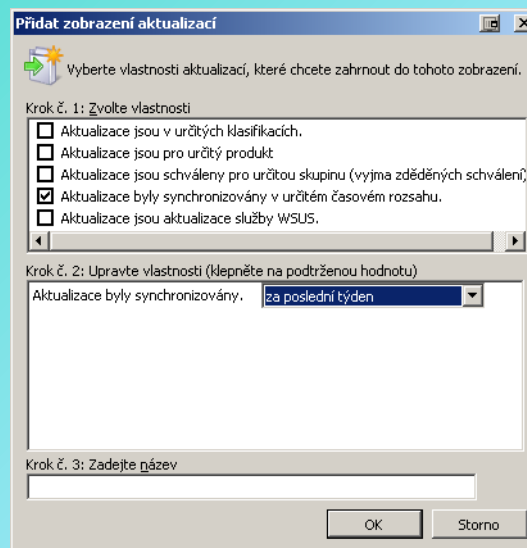 Přidat zobrazení aktualizací
Vyberte vlastnosti aktualizací, které chcete zahrnout do tohoto zobrazení.
Krok č. 1: Zvolte vlastnosti
Aktualizace jsou v určitých klasifikacích.
Aktualizace jsou pro určitý produkt
Aktualizace jsou schváleny pro určitou skupinu (vyjma zděděných schválení)
Aktualizace byly synchronizovány v určitém časovém rozsahu.
Aktualizace jsou aktualizace služby WSUS.
Krok č. 2: Upravte vlastnosti (klepněte na podtrženou hodnotu)
Aktualizace byly synchronizovány. za poslední týden
Krok č. 3: Zadejte název
OK Storno